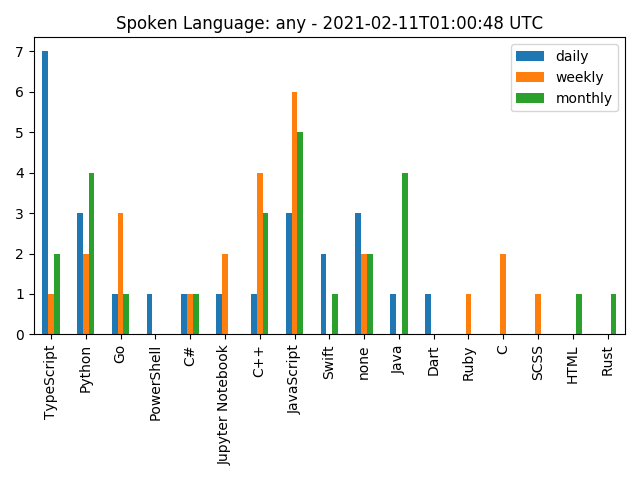 Spoken Language: any - 2021-02-11T01:00:48 UTC
daily
weekly
monthly
7
6
5
4
3
2
1
0
TypeScript
Python
Go
PowerShell
C#
Jupyter Notebook
C++
JavaScript
Swift
none
Java
Dart
Ruby
C
SCSS
HTML
Rust